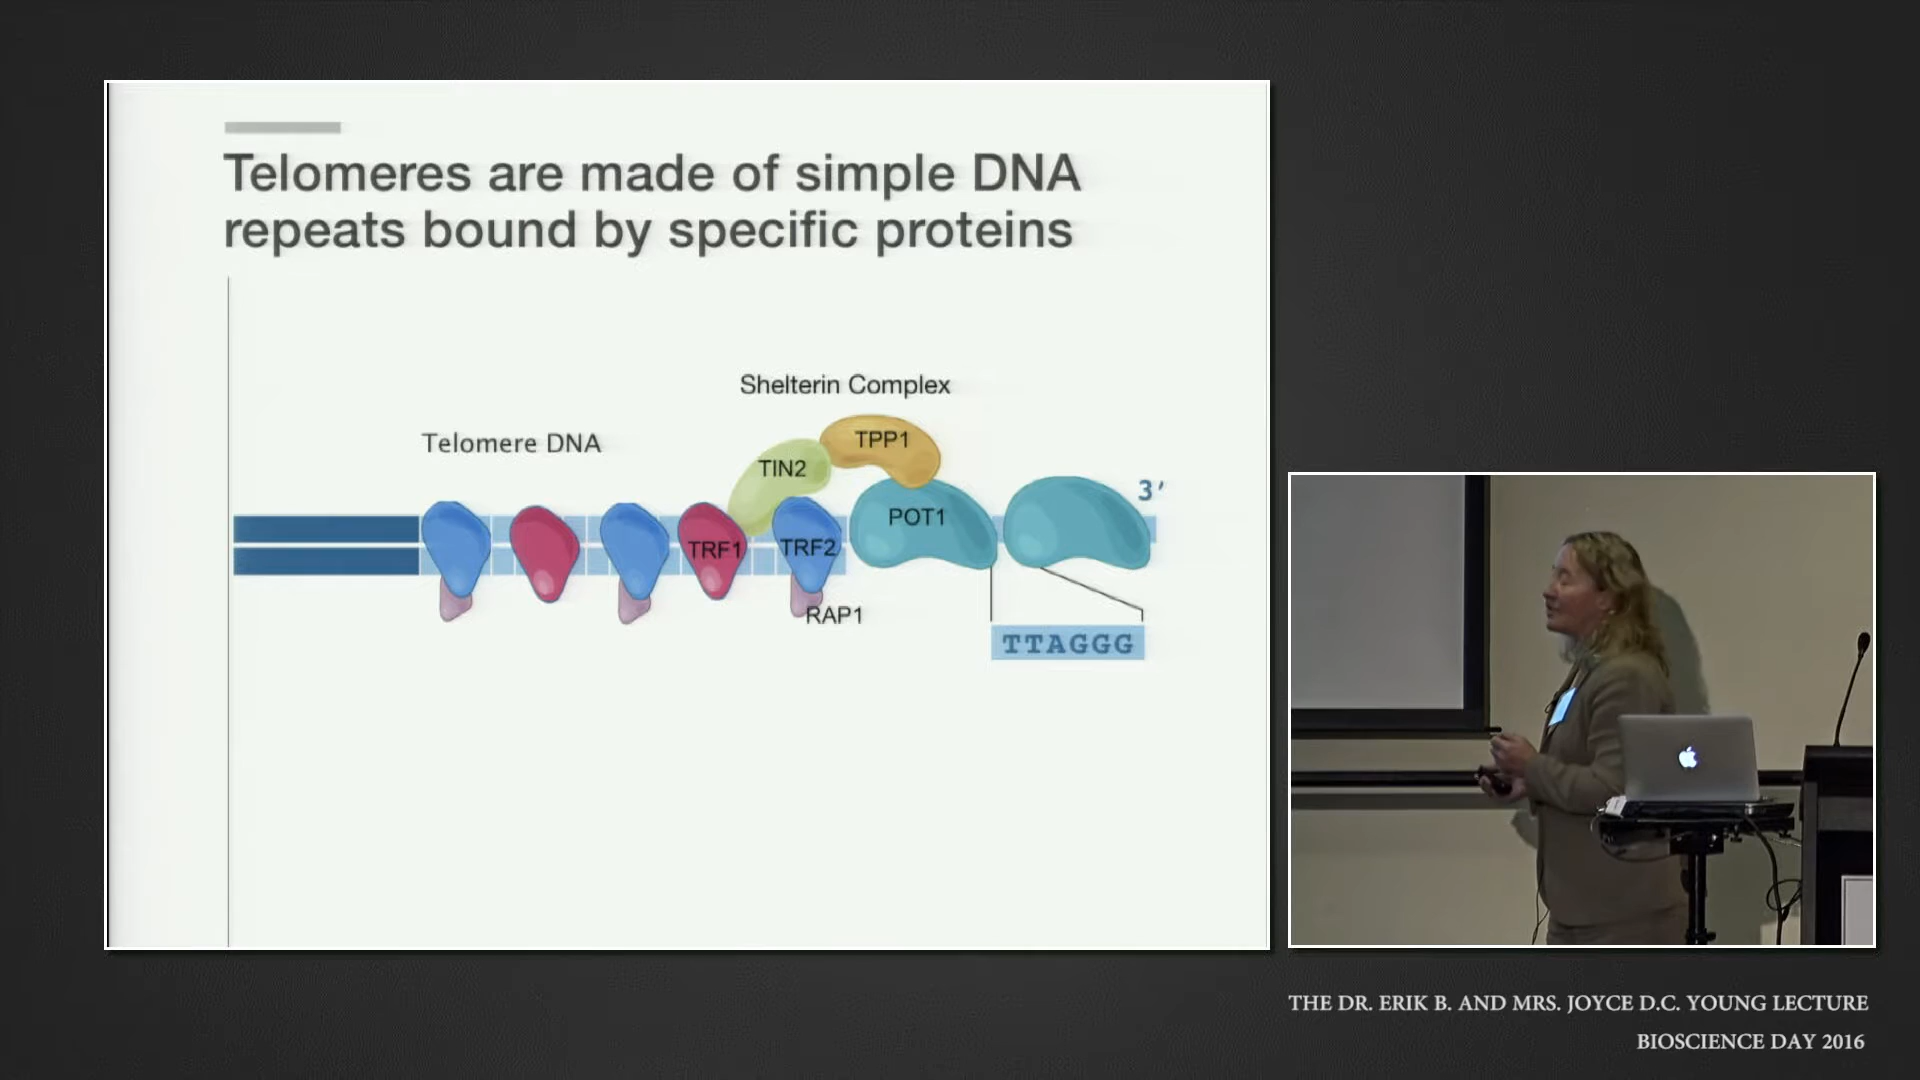 Telomeres are made of simple DNA
repeats bound by specific proteins
Shelterin Complex
Telomere DNA
TPP1
TIN2
3′
POT1
TRF1
TRF2
RAP1
TTAGGG
THE DR. ERIK B. AND MRS. JOYCE D.C. YOUNG LECTURE
BIOSCIENCE DAY 2016